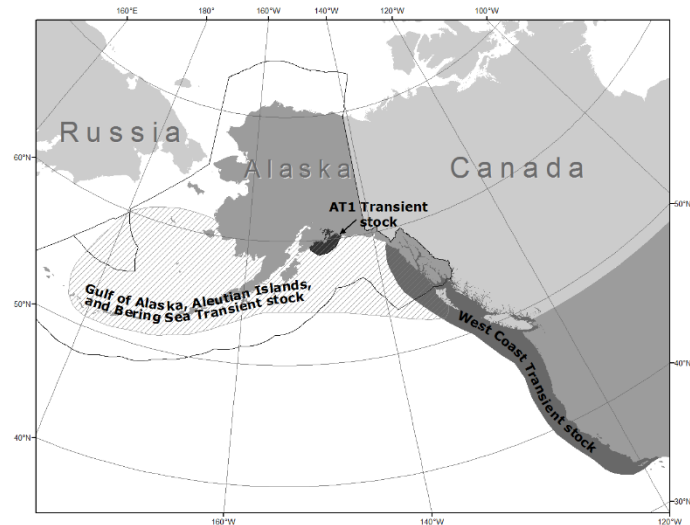 160°E 180° 160°W 140°W 120°W 100°W
Russia
Alaska
Canada
60°N
50°N
AT1 Transient
stock
Gulf of Alaska, Aleutian Islands,
and Bering Sea Transient stock
50°N
West Coast Transient stock
40°N
40°N
30°N
160°W 140°W 120°W